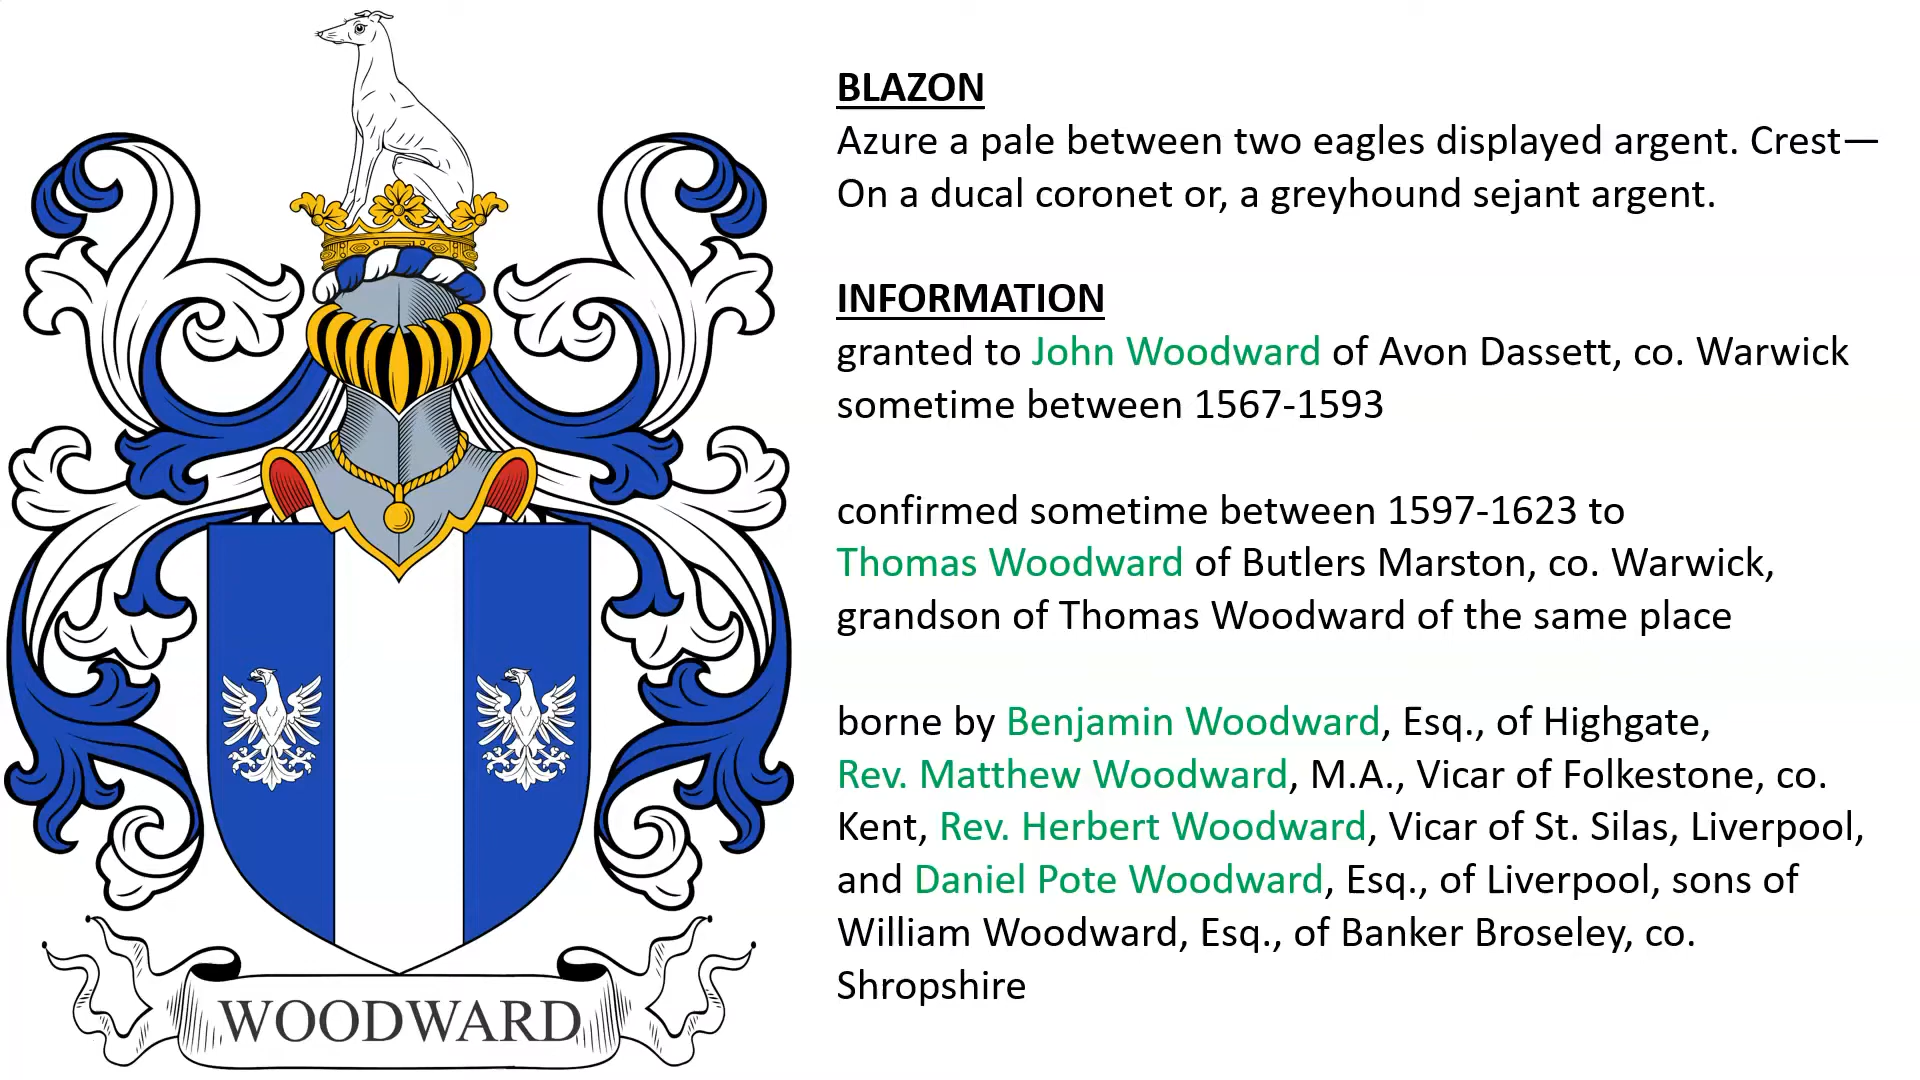 BLAZON
Azure a pale between two eagles displayed argent. Crest—
On a ducal coronet or, a greyhound sejant argent.
INFORMATION
granted to John Woodward of Avon Dassett, co. Warwick
sometime between 1567-1593
confirmed sometime between 1597-1623 to
Thomas Woodward of Butlers Marston, co. Warwick,
grandson of Thomas Woodward of the same place
borne by Benjamin Woodward, Esq., of Highgate,
Rev. Matthew Woodward, M.A., Vicar of Folkestone, co.
Kent, Rev. Herbert Woodward, Vicar of St. Silas, Liverpool,
and Daniel Pote Woodward, Esq., of Liverpool, sons of
William Woodward, Esq., of Banker Broseley, co.
Shropshire
WOODWARD